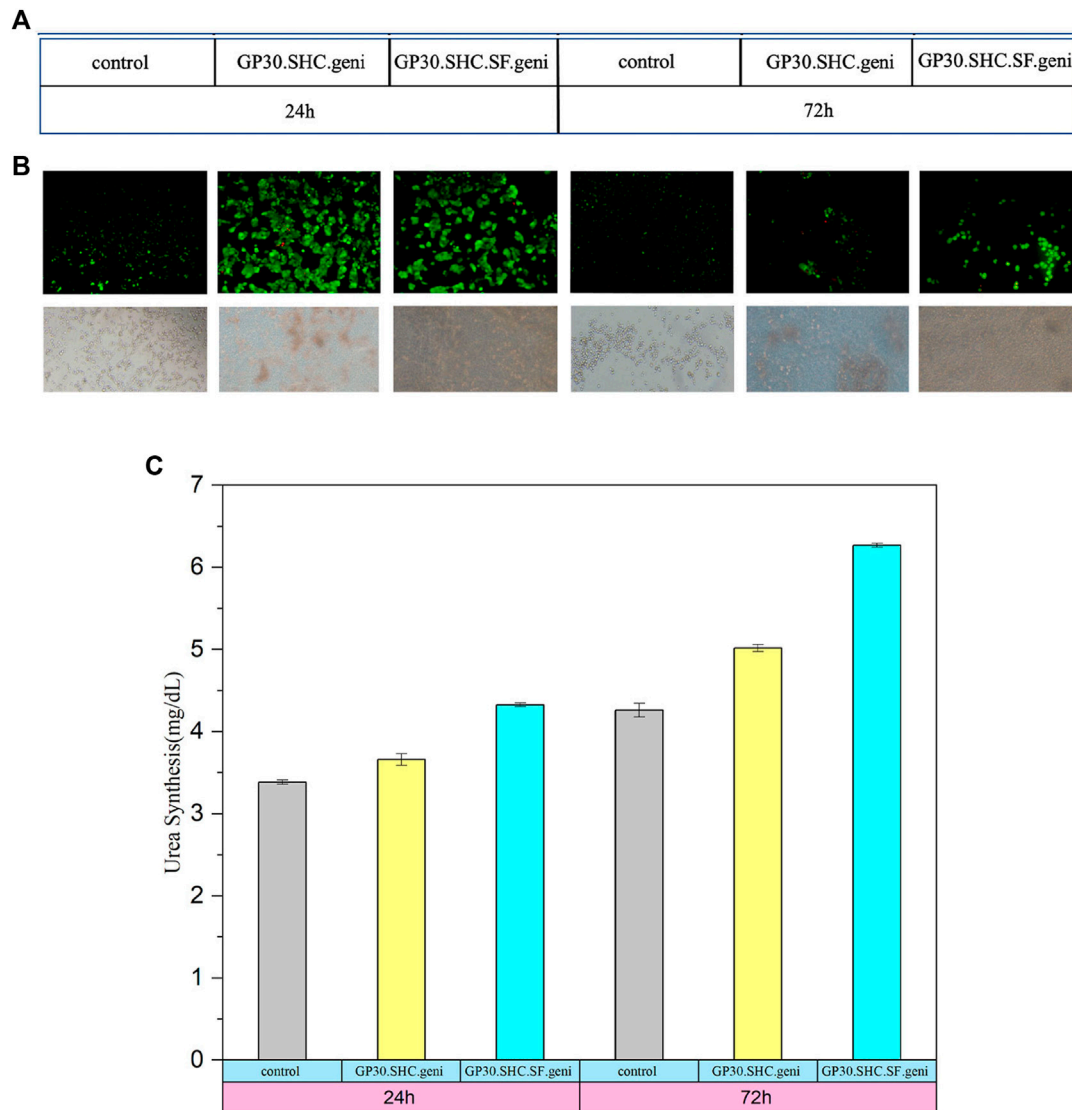 A
control GP30.SHC.geni GP30.SHC.SF.geni control GP30.SHC.geni GP30.SHC.SF.geni
24h 72h
B
C
7
6
5
4
3
2
1
0
Urea Synthesis(mg/dL)
control GP30.SHC.geni GP30.SHC.SF.geni control GP30.SHC.geni GP30.SHC.SF.geni
24h 72h